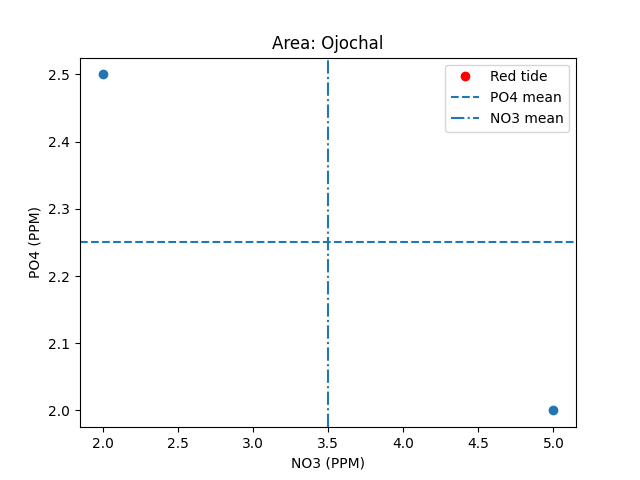 Area: Ojochal
Red tide
PO4 mean
NO3 mean
PO4 (PPM)
2.5
2.4
2.3
2.2
2.1
2.0
2.0 2.5 3.0 3.5 4.0 4.5 5.0
NO3 (PPM)